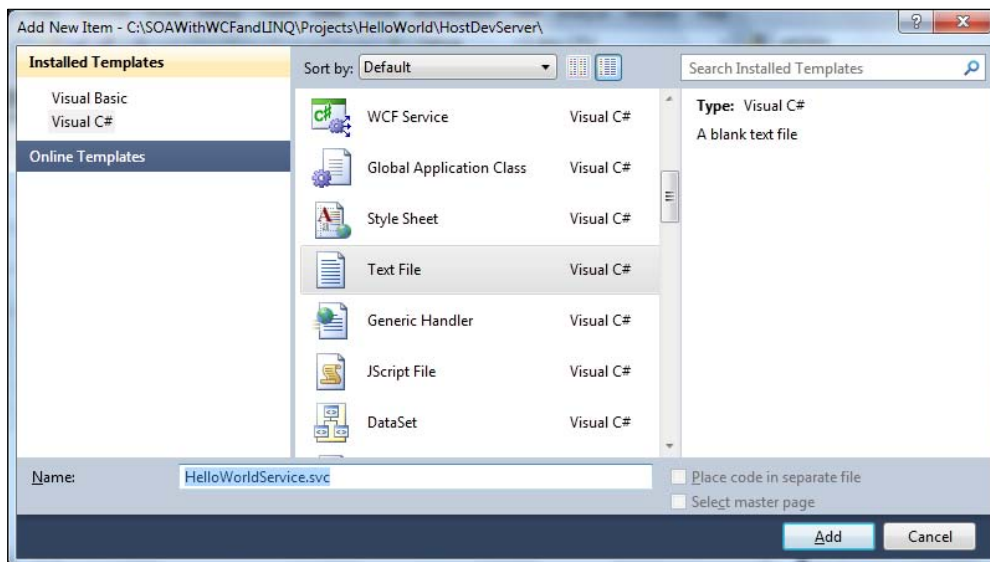 Add New Item - C:\SOAWithWCFandLINQ\Projects\HelloWorld\HostDevServer\
Installed Templates
Visual Basic
Visual C#
Online Templates
Sort by: Default
Search Installed Templates
WCF Service Visual C#
Global Application Class Visual C#
Style Sheet Visual C#
Text File Visual C#
Generic Handler Visual C#
JScript File Visual C#
DataSet Visual C#
Type: Visual C#
A blank text file
Name: HelloWorldService.svc
Place code in separate file
Select master page
Add Cancel